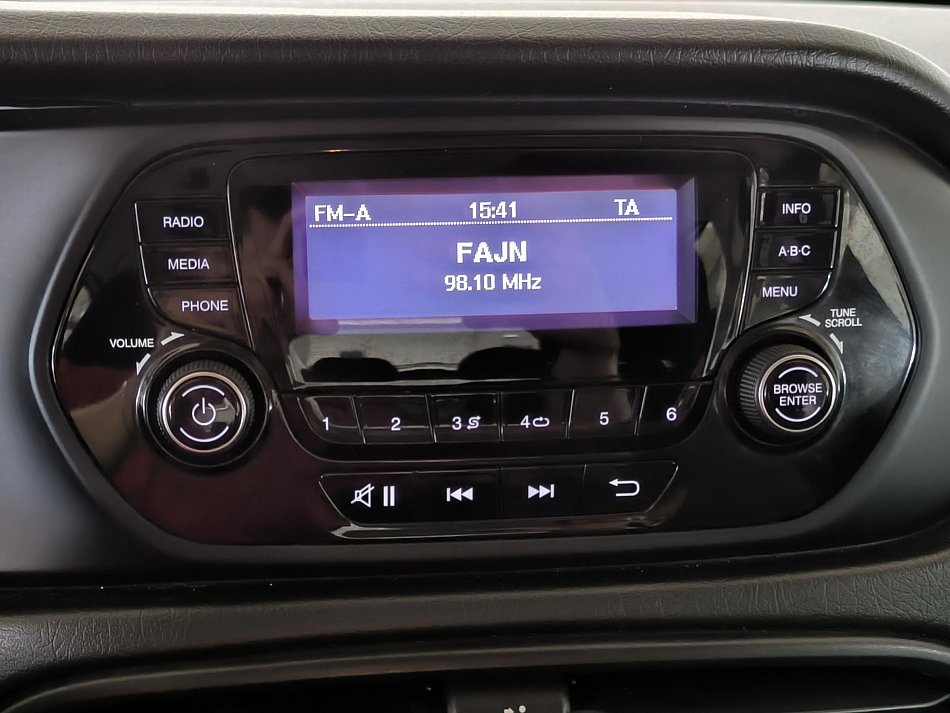 FM-A 15:41 TA
FAJN
98.10 MHz
RADIO
MEDIA
PHONE
VOLUME
INFO
A·B·C
MENU
TUNE
SCROLL
BROWSE
ENTER
1 2 3 4 5 6